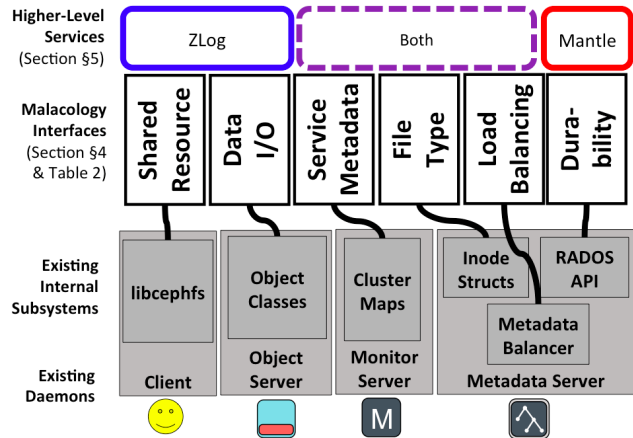 Higher-Level
Services
(Section §5)
ZLog
Both
Mantle
Malacology
Interfaces
(Section §4
& Table 2)
Shared
Resource
Data
I/O
Service
Metadata
File
Type
Load
Balancing
Dura-
bility
Existing
Internal
Subsystems
libcephfs
Object
Classes
Cluster
Maps
Inode
Structs
RADOS
API
Metadata
Balancer
Existing
Daemons
Client
Object
Server
Monitor
Server
Metadata Server
M